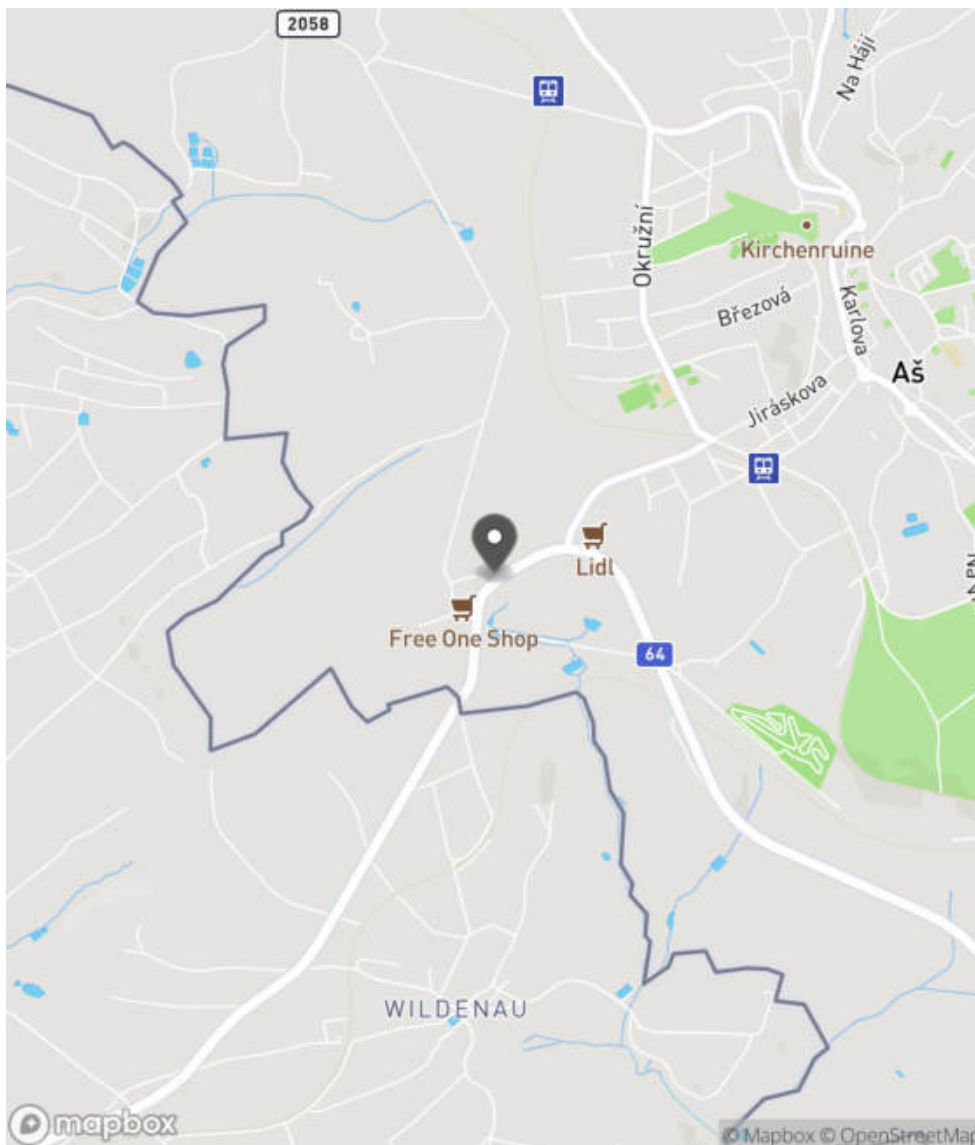 2058
Na Háji
Okružní
Kirchenruine
Březová
Karlova
Aš
Jiráskova
Lidl
Free One Shop
64
WILDENAU
mapbox
© Mapbox © OpenStreetMap